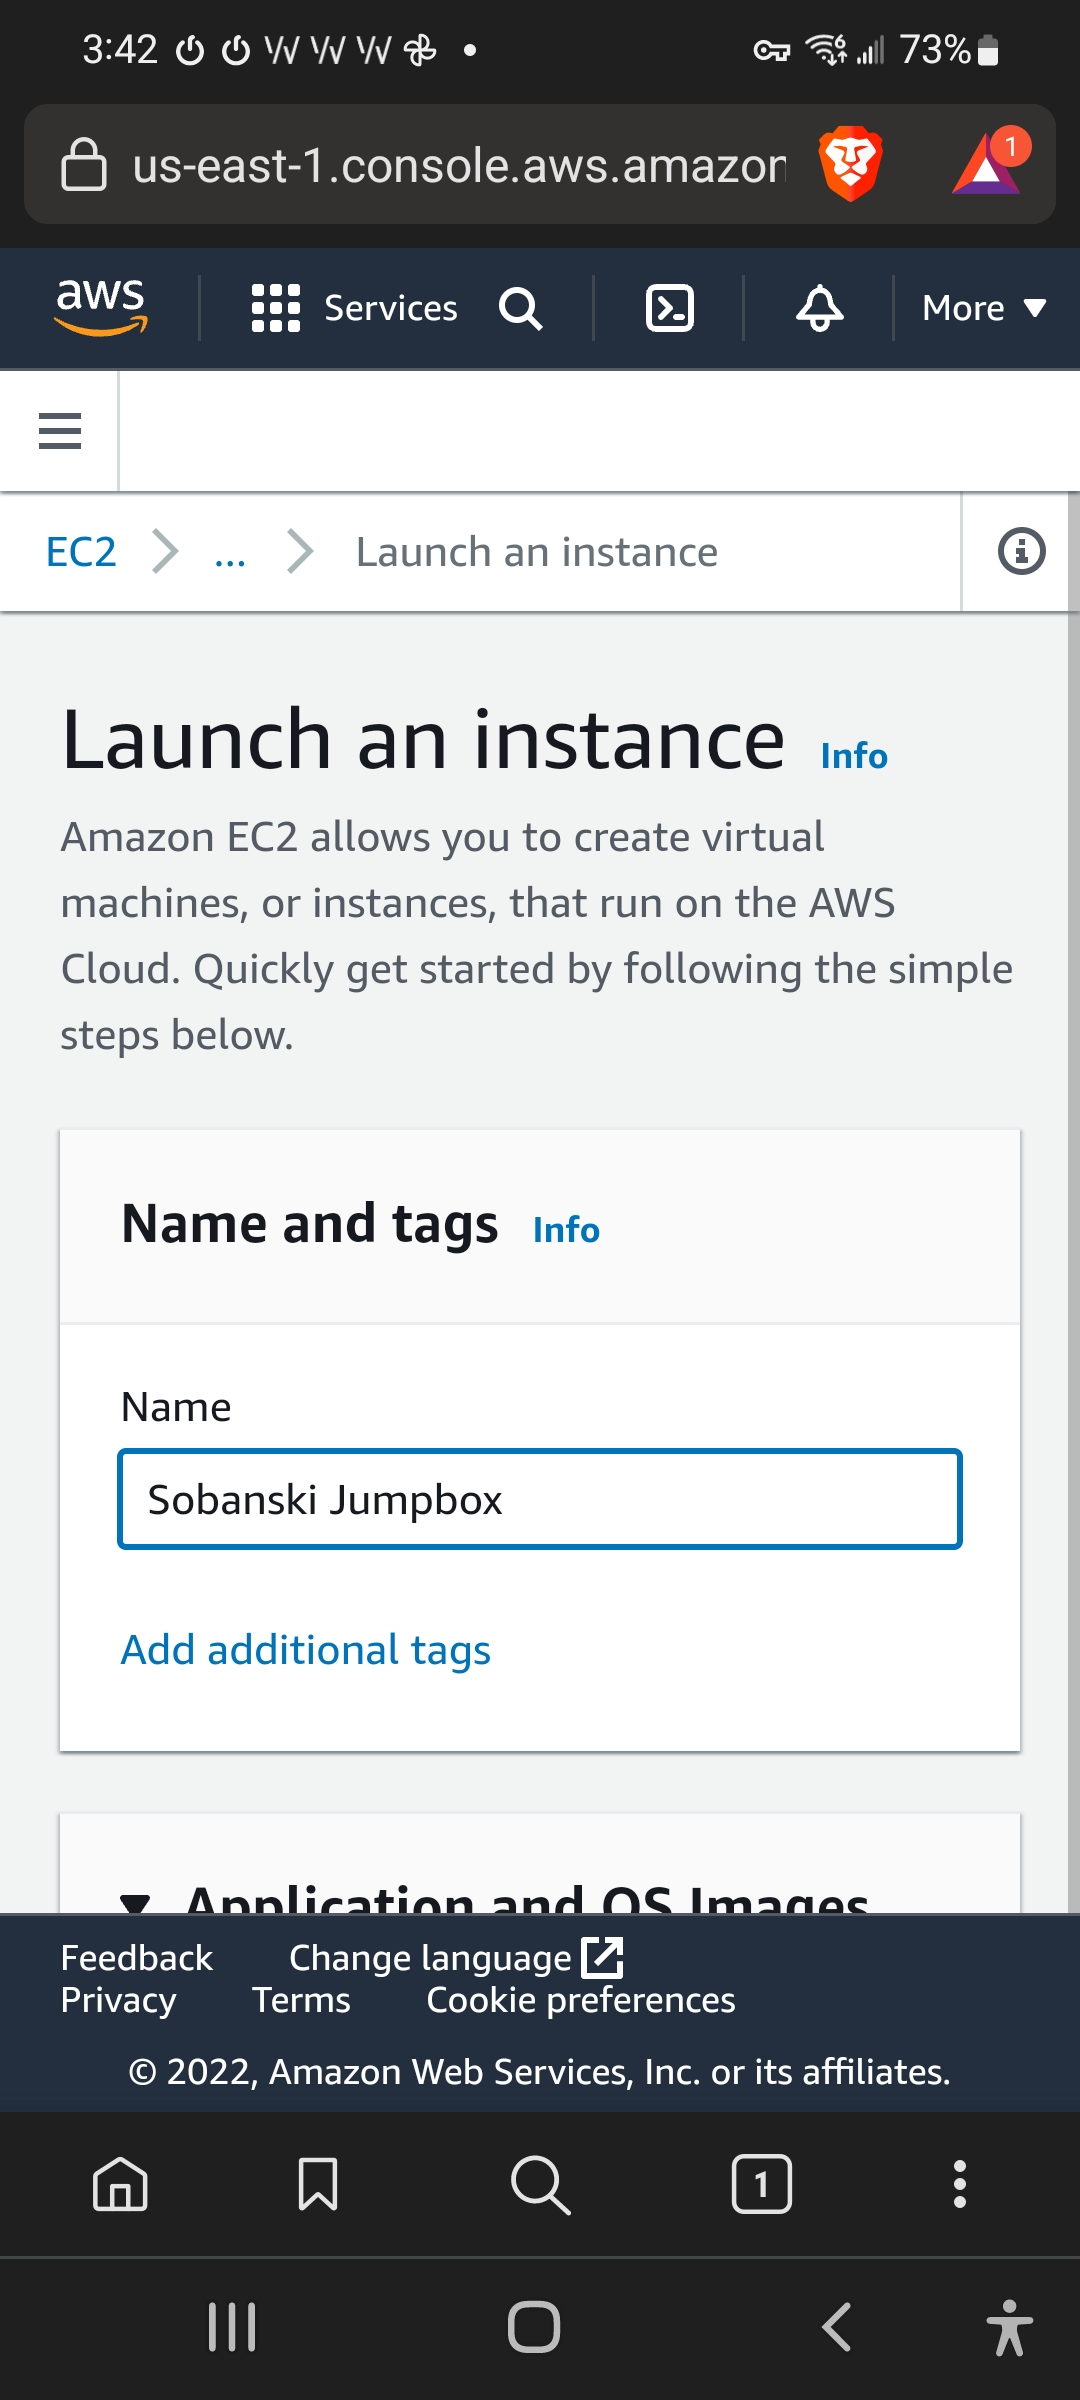 3:42
73%
us-east-1.console.aws.amazon
1
aws
Services
More
EC2
...
Launch an instance
Launch an instance Info
Amazon EC2 allows you to create virtual
machines, or instances, that run on the AWS
Cloud. Quickly get started by following the simple
steps below.
Name and tags Info
Name
Sobanski Jumpbox
Add additional tags
Application and OS Images
Feedback Change language
Privacy Terms Cookie preferences
© 2022, Amazon Web Services, Inc. or its affiliates.
1